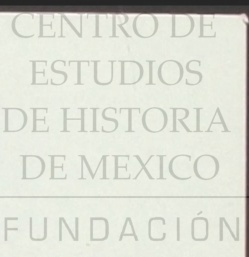 CENTRO DE
ESTUDIOS
DE HISTORIA
DE MEXICO
FUNDACIÓN